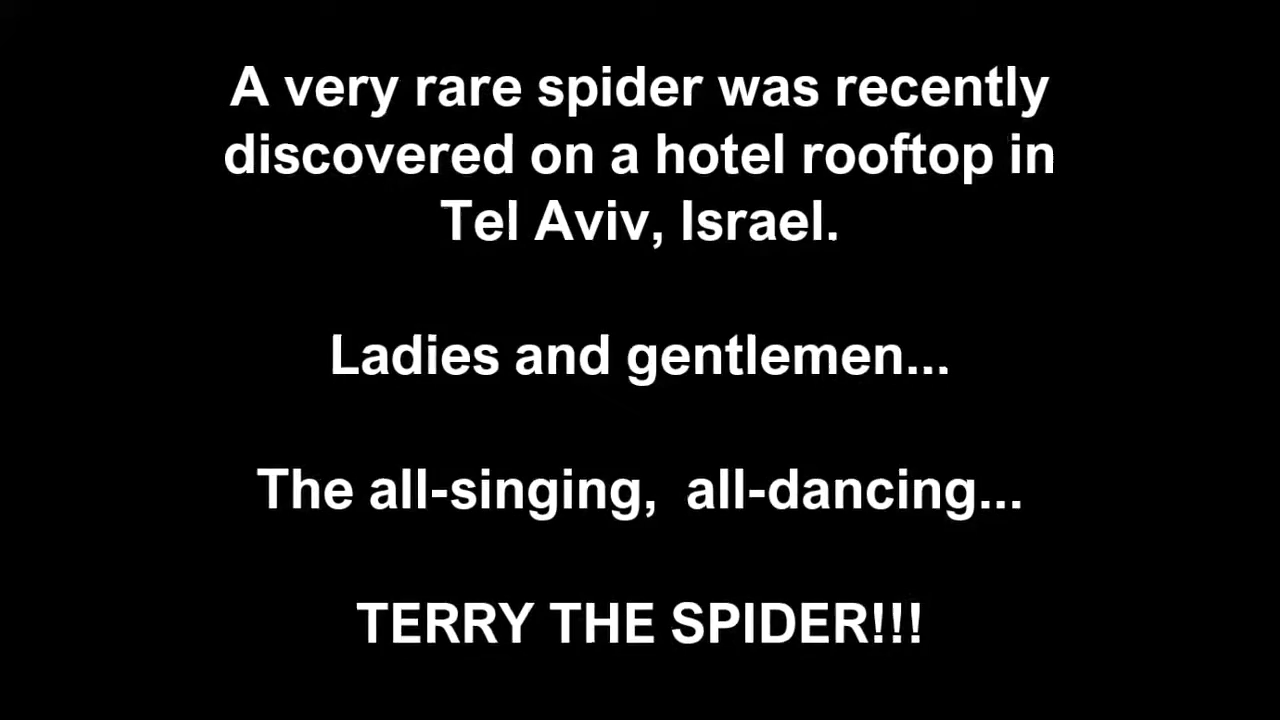 A very rare spider was recently
discovered on a hotel rooftop in
Tel Aviv, Israel.
Ladies and gentlemen...
The all-singing,  all-dancing...
TERRY THE SPIDER!!!